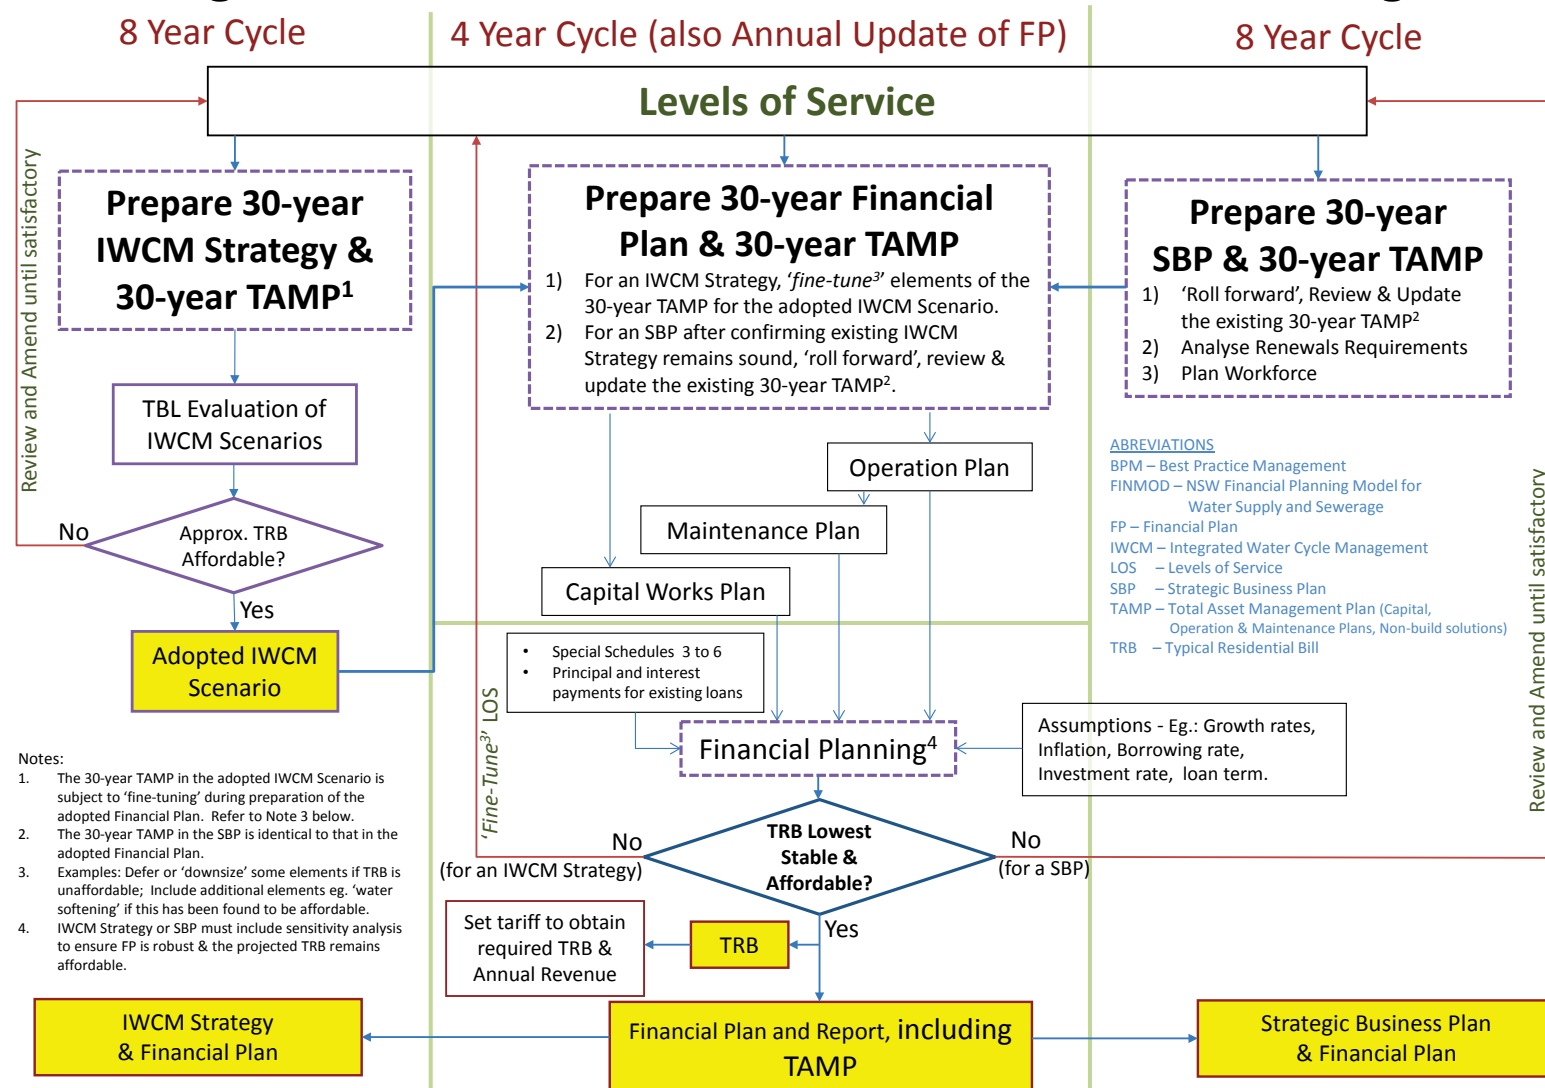 8 Year Cycle
4 Year Cycle (also Annual Update of FP)
8 Year Cycle
Levels of Service
Review and Amend until satisfactory
Prepare 30-year
IWCM Strategy &
30-year TAMP1
TBL Evaluation of
IWCM Scenarios
Approx. TRB
Affordable?
No
Yes
Adopted IWCM
Scenario
Prepare 30-year Financial
Plan & 30-year TAMP
1) For an IWCM Strategy, ‘fine-tune3’ elements of the
30-year TAMP for the adopted IWCM Scenario.
2) For an SBP after confirming existing IWCM
Strategy remains sound, ‘roll forward’, review &
update the existing 30-year TAMP2.
Operation Plan
Maintenance Plan
Capital Works Plan
• Special Schedules 3 to 6
• Principal and interest
payments for existing loans
Financial Planning4
Assumptions - Eg.: Growth rates,
Inflation, Borrowing rate,
Investment rate, loan term.
‘Fine-Tune3’ LOS
TRB Lowest
Stable &
Affordable?
No
(for an IWCM Strategy)
No
(for a SBP)
Yes
TRB
Set tariff to obtain
required TRB &
Annual Revenue
Prepare 30-year
SBP & 30-year TAMP
1) ‘Roll forward’, Review & Update
the existing 30-year TAMP2
2) Analyse Renewals Requirements
3) Plan Workforce
ABREVIATIONS
BPM – Best Practice Management
FINMOD – NSW Financial Planning Model for
Water Supply and Sewerage
FP – Financial Plan
IWCM – Integrated Water Cycle Management
LOS – Levels of Service
SBP – Strategic Business Plan
TAMP – Total Asset Management Plan (Capital,
Operation & Maintenance Plans, Non-build solutions)
TRB – Typical Residential Bill
Review and Amend until satisfactory
Notes:
1. The 30-year TAMP in the adopted IWCM Scenario is
subject to ‘fine-tuning’ during preparation of the
adopted Financial Plan. Refer to Note 3 below.
2. The 30-year TAMP in the SBP is identical to that in the
adopted Financial Plan.
3. Examples: Defer or ‘downsize’ some elements if TRB is
unaffordable; Include additional elements eg. ‘water
softening’ if this has been found to be affordable.
4. IWCM Strategy or SBP must include sensitivity analysis
to ensure FP is robust & the projected TRB remains
affordable.
IWCM Strategy
& Financial Plan
Financial Plan and Report, including
TAMP
Strategic Business Plan
& Financial Plan